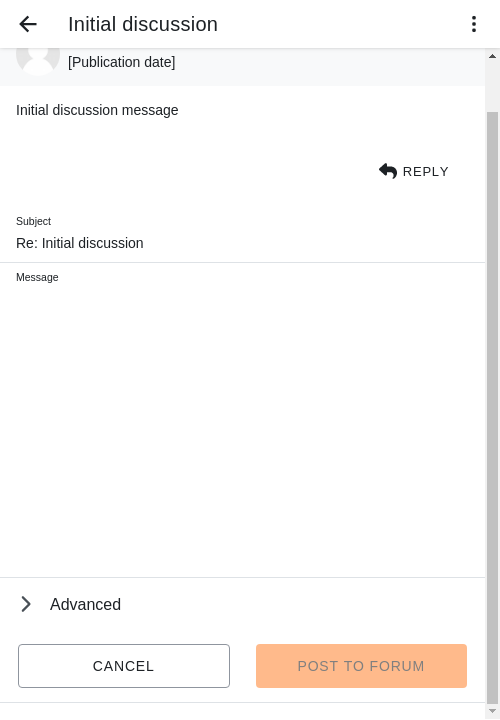 Initial discussion
[Publication date]
Initial discussion message
REPLY
Subject
Re: Initial discussion
Message
Advanced
CANCEL
POST TO FORUM